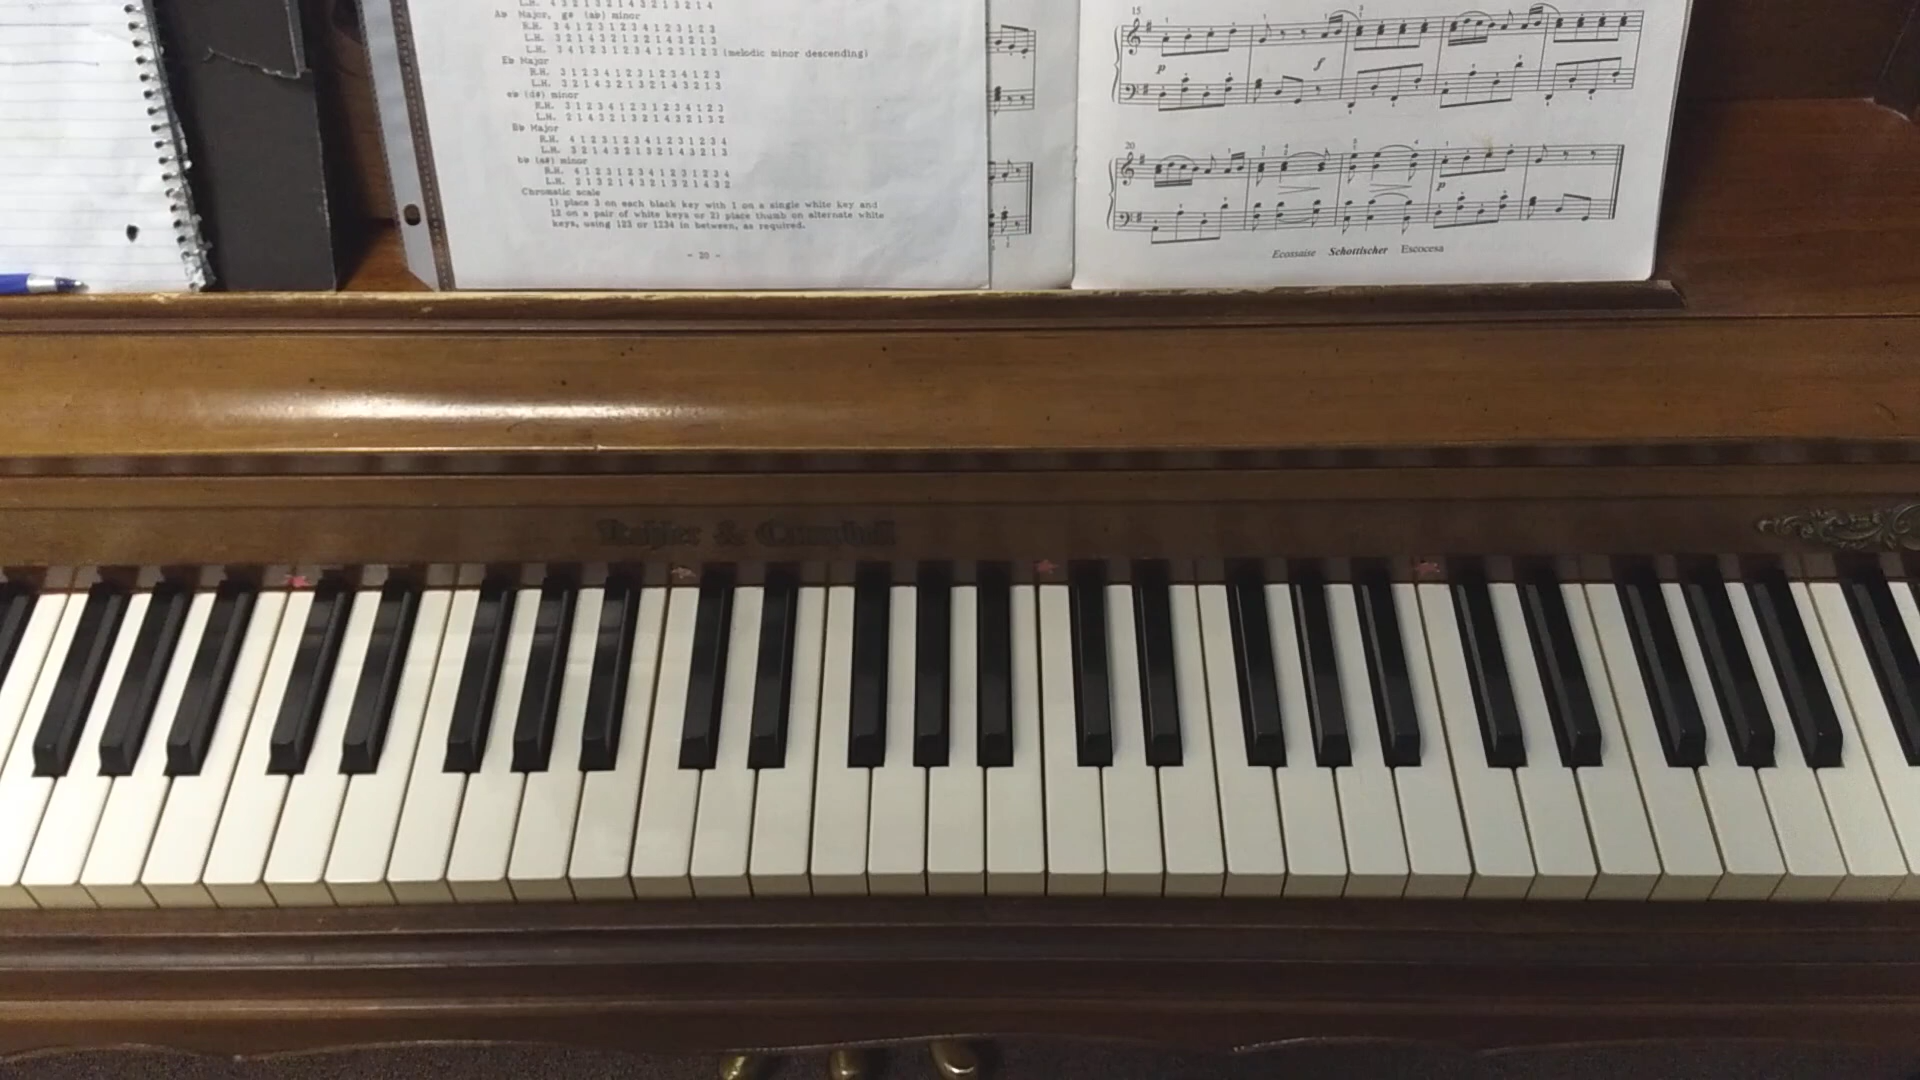 Ab Major, g# (ab) minor
R.H. 3 4 1 2 3 1 2 3 4 1 2 3 1 2 3
L.H. 3 2 1 4 3 2 1 3 2 1 4 3 2 1 3
L.H. 3 4 1 2 3 1 2 3 4 1 2 3 1 2 3 (melodic minor descending)
Eb Major
R.H. 3 1 2 3 4 1 2 3 1 2 3 4 1 2 3
L.H. 3 2 1 4 3 2 1 3 2 1 4 3 2 1 3
eb (d#) minor
R.H. 3 1 2 3 4 1 2 3 1 2 3 4 1 2 3
L.H. 2 1 4 3 2 1 3 2 1 4 3 2 1 3 2
Bb Major
R.H. 4 1 2 3 1 2 3 4 1 2 3 1 2 3 4
L.H. 3 2 1 4 3 2 1 3 2 1 4 3 2 1 3
bb (a#) minor
R.H. 4 1 2 3 1 2 3 4 1 2 3 1 2 3 4
L.H. 2 1 3 2 1 4 3 2 1 3 2 1 4 3 2
Chromatic scale
1) place 3 on each black key with 1 on a single white key and
12 on a pair of white keys or 2) place thumb on alternate white
keys, using 123 or 1234 in between, as required.
- 20 -
15
p f
20
p
Ecossaise Schottischer Escocesa
Kohler & Campbell